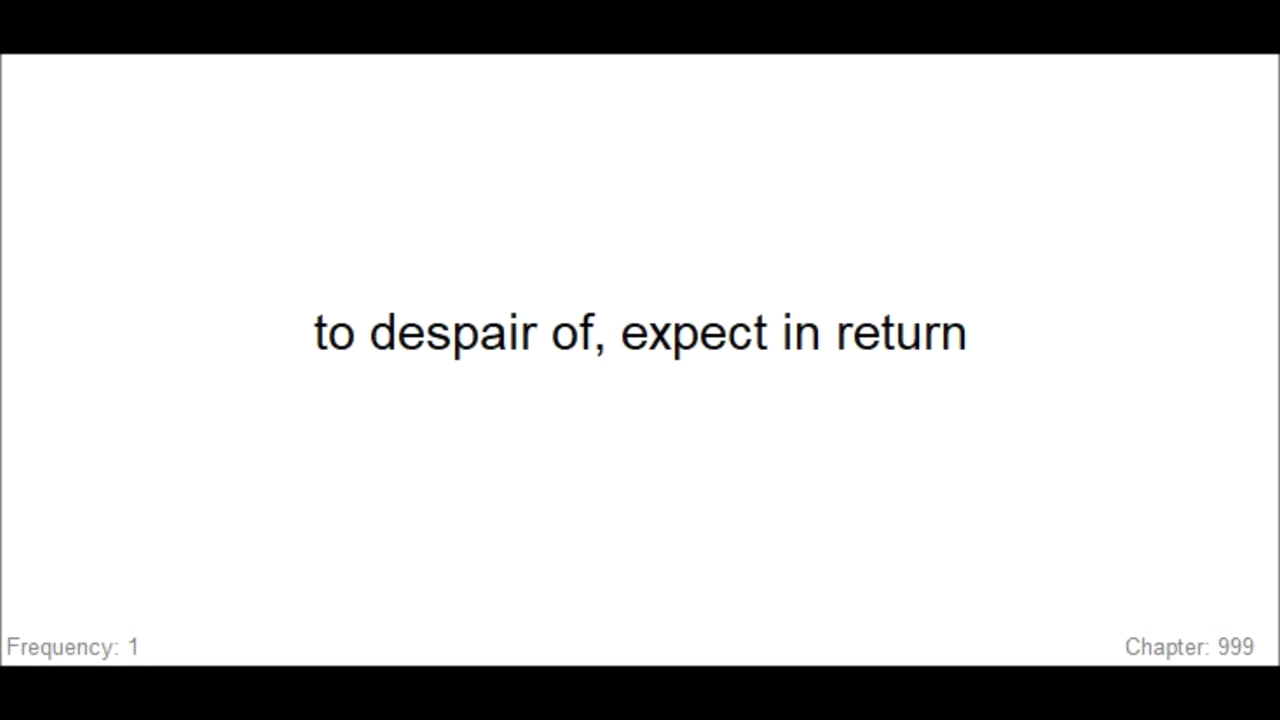 to despair of, expect in return
Frequency: 1
Chapter: 999